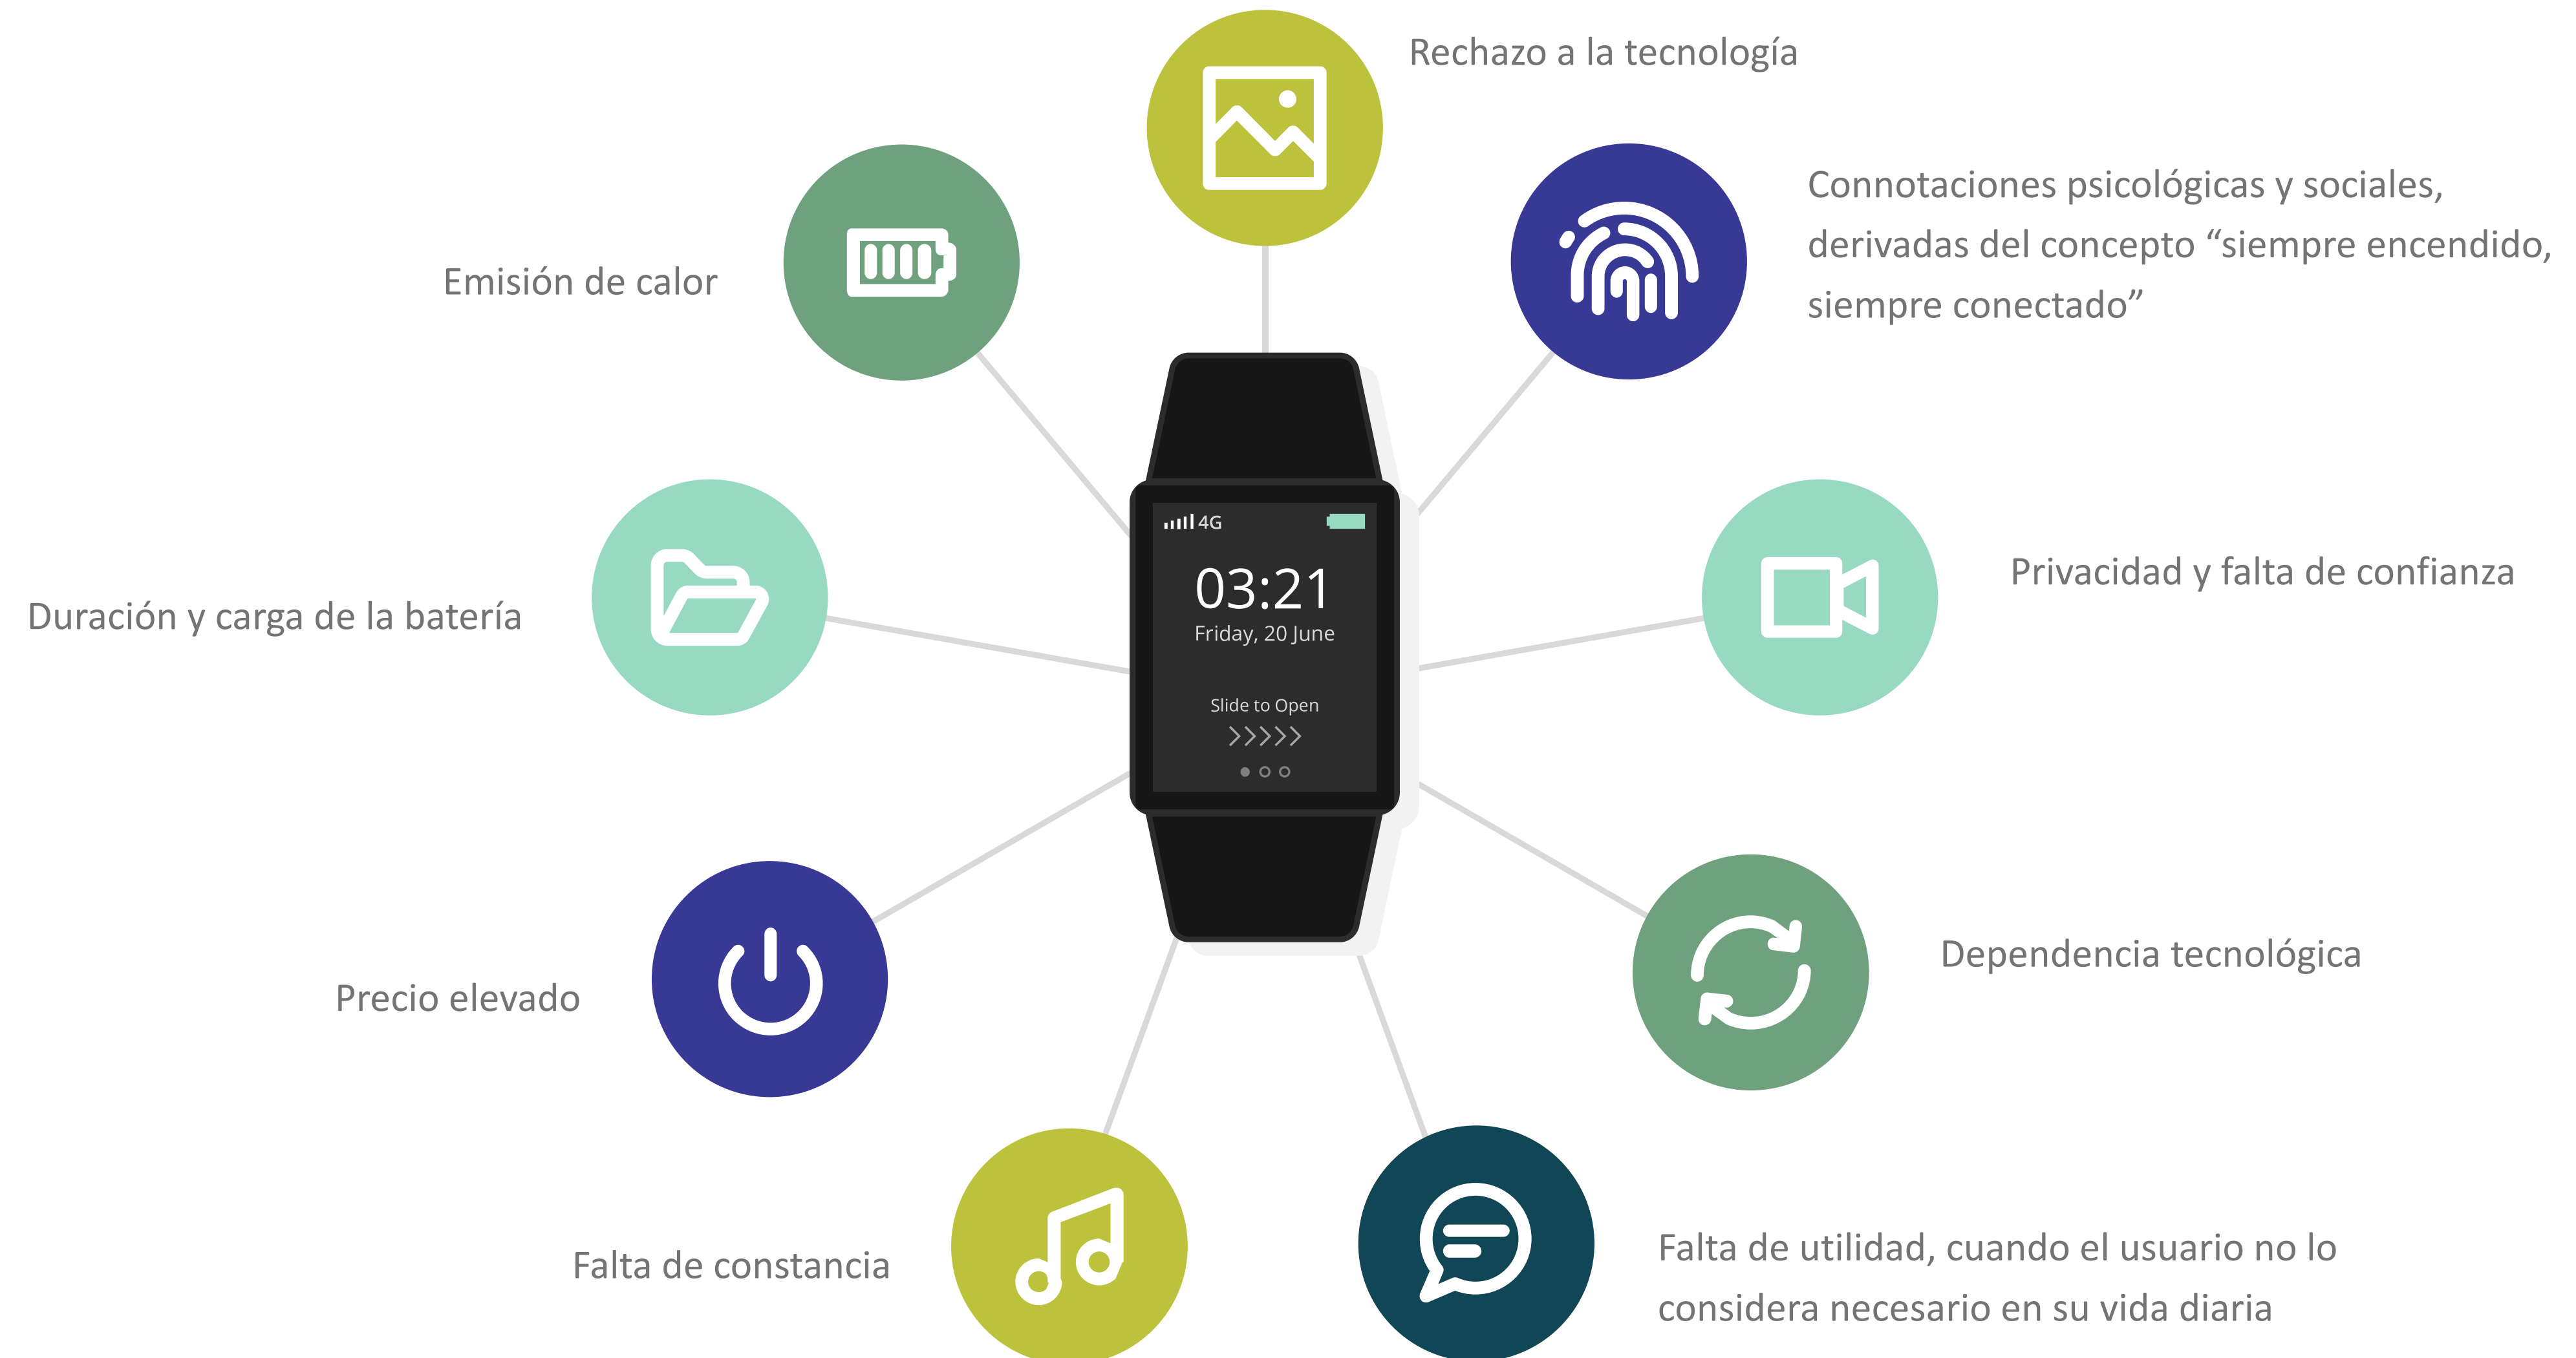 Rechazo a la tecnología
Connotaciones psicológicas y sociales,
derivadas del concepto “siempre encendido,
siempre conectado”
Emisión de calor
4G
03:21
Friday, 20 June
Slide to Open
Privacidad y falta de confianza
Duración y carga de la batería
Dependencia tecnológica
Precio elevado
Falta de constancia
Falta de utilidad, cuando el usuario no lo
considera necesario en su vida diaria